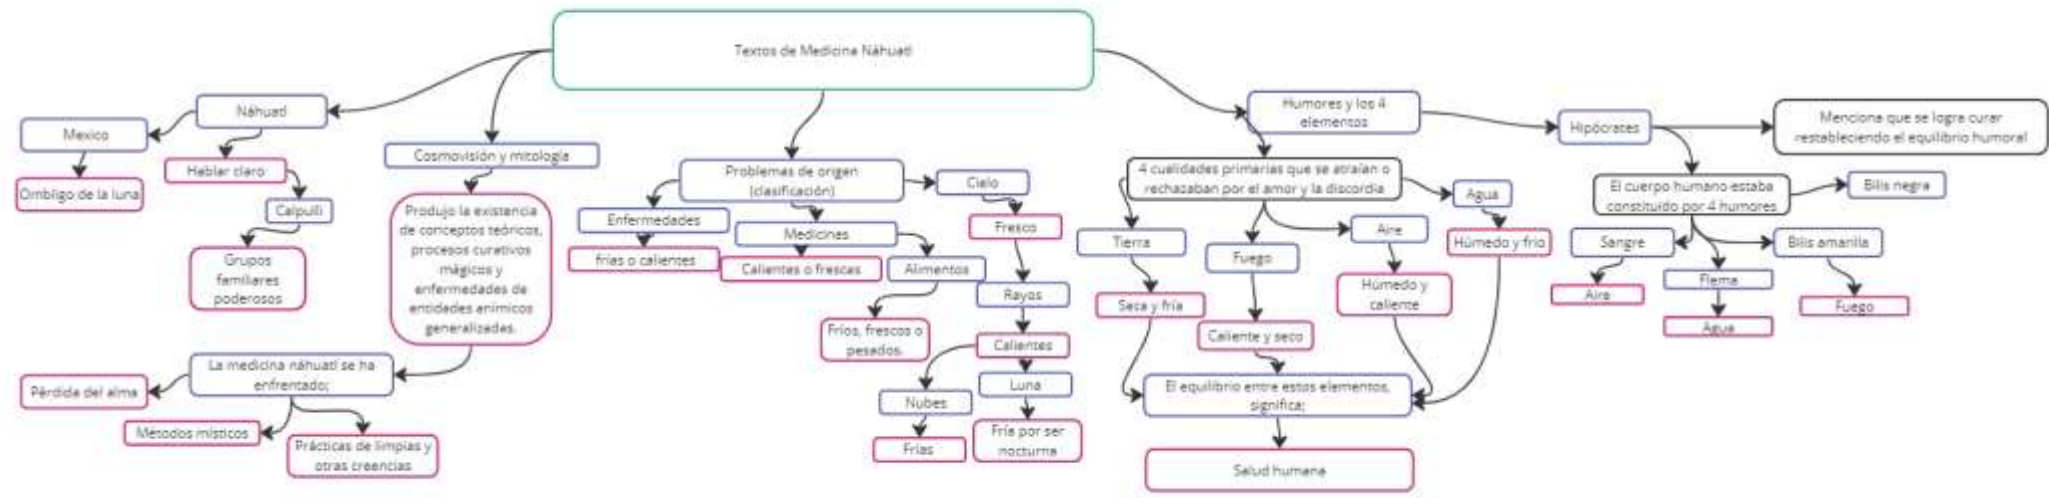 Textos de Medicina Náhuatl
Náhuatl
Mexico
Ombligo de la luna
Hablar claro
Calpulli
Grupos
familiares
poderosos
Cosmovisión y mitología
Produjo la existencia
de conceptos teóricos,
procesos curativos
mágicos y
enfermedades de
entidades anímicos
generalizadas.
La medicina náhuatl se ha
enfrentado;
Pérdida del alma
Métodos místicos
Prácticas de limpias y
otras creencias
Problemas de origen
(clasificación)
Enfermedades
frías o calientes
Medicinas
Calientes o frescas
Alimentos
Fríos, frescos o
pesados.
Cielo
Fresco
Rayos
Calientes
Nubes
Frías
Luna
Fría por ser
nocturna
Humores y los 4
elementos
4 cualidades primarias que se atraían o
rechazaban por el amor y la discordia
Tierra
Seca y fría
Fuego
Caliente y seco
Aire
Húmedo y
caliente
Agua
Húmedo y frío
El equilibrio entre estos elementos,
significa;
Salud humana
Hipócrates
Menciona que se logra curar
restableciendo el equilibrio humoral
El cuerpo humano estaba
constituido por 4 humores
Sangre
Aire
Flema
Agua
Bilis amarilla
Fuego
Bilis negra